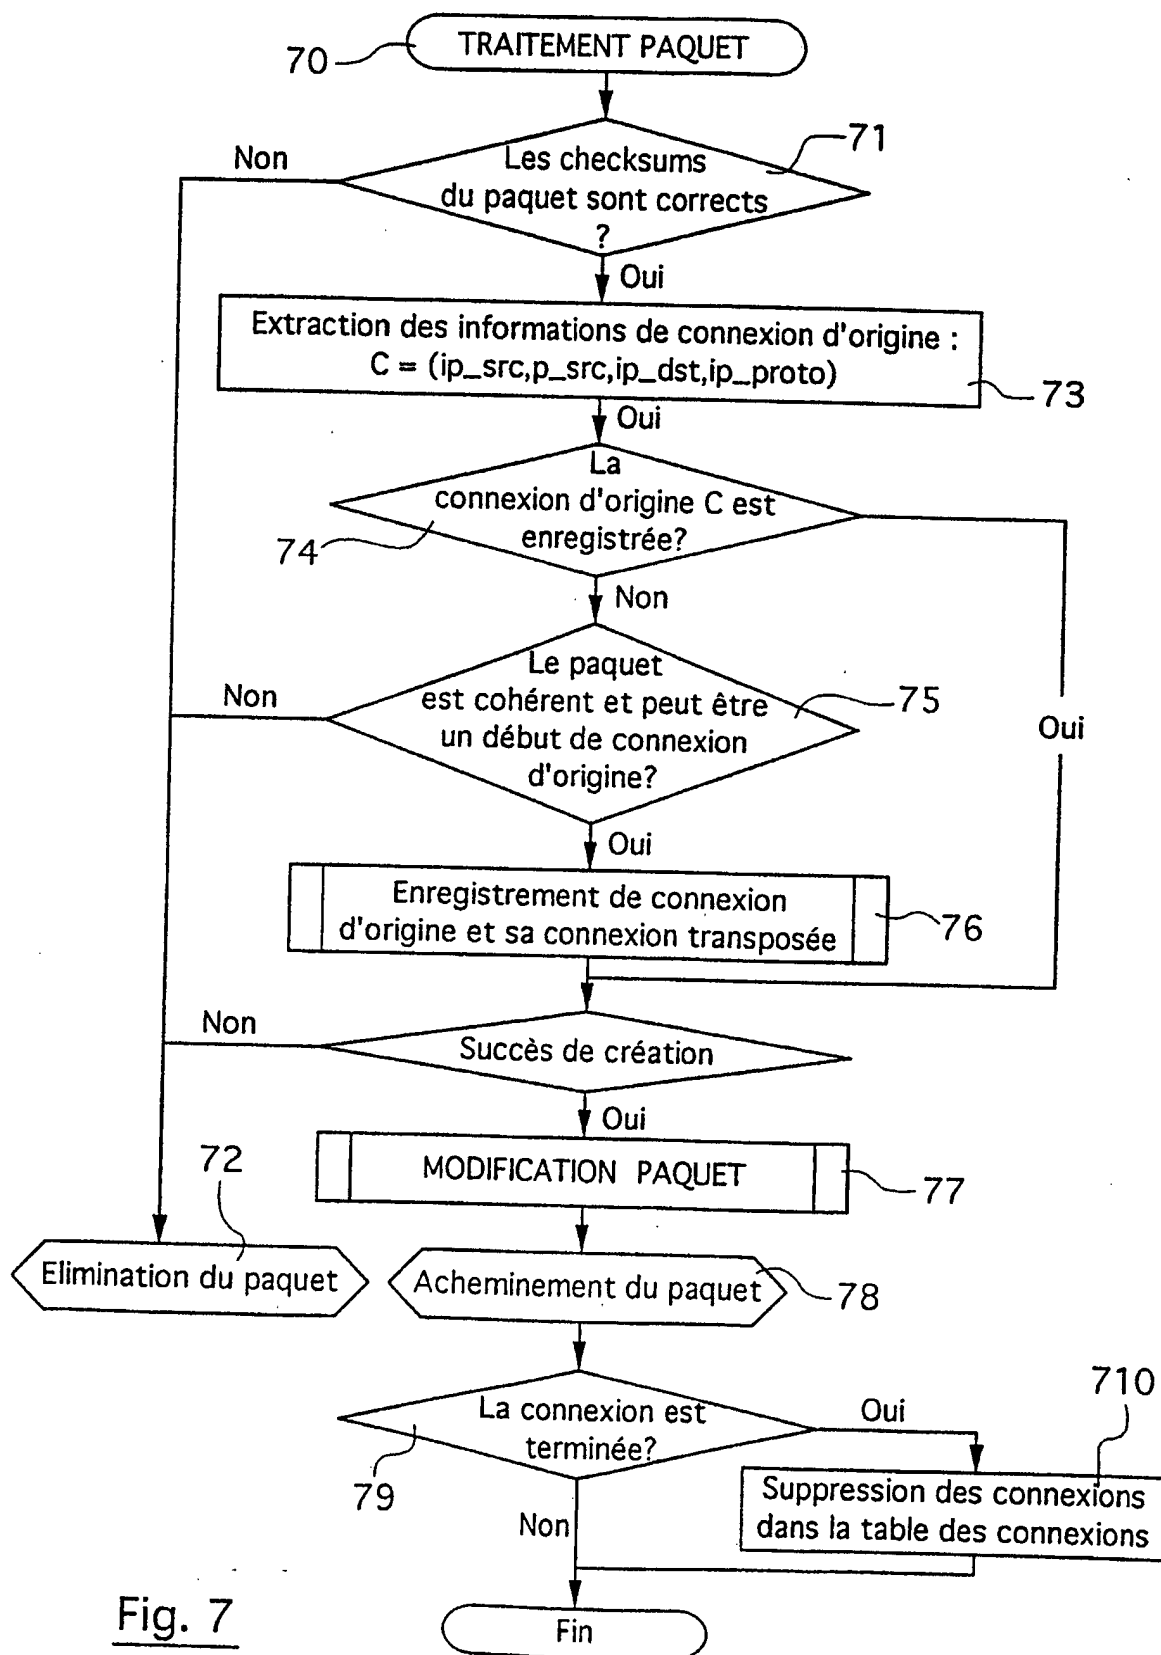 TRAITEMENT PAQUET
70
71
Non
Les checksums
du paquet sont corrects
?
Oui
Extraction des informations de connexion d'origine :
C = (ip_src,p_src,ip_dst,ip_proto)
73
Oui
La
connexion d'origine C est
enregistrée?
74
Non
Le paquet
est cohérent et peut être
un début de connexion
d'origine?
75
Non
Oui
Oui
Enregistrement de connexion
d'origine et sa connexion transposée
76
Non
Succès de création
Oui
MODIFICATION PAQUET
77
72
Elimination du paquet
Acheminement du paquet
78
La connexion est
terminée?
79
Oui
710
Suppression des connexions
dans la table des connexions
Non
Fin
Fig. 7